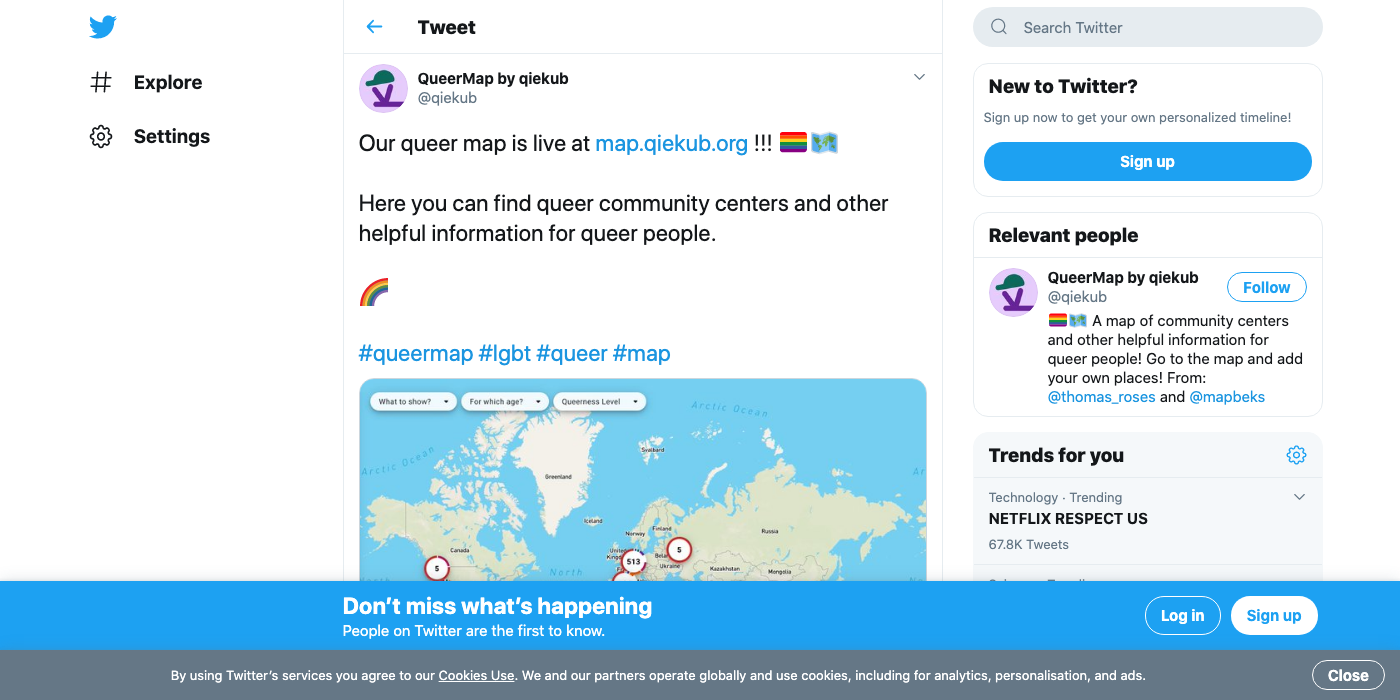 Explore
Settings
Tweet
QueerMap by qiekub
@qiekub
Our queer map is live at map.qiekub.org !!! 🏳️‍🌈🗺️
Here you can find queer community centers and other
helpful information for queer people.
🌈
#queermap #lgbt #queer #map
What to show?
For which age?
Queerness Level
Arctic Ocean
Svalbard
Arctic Ocean
Greenland
Iceland
Norway
Finland
Russia
Canada
United
Ukraine
Kazakhstan
Mongolia
5
513
5
North
Search Twitter
New to Twitter?
Sign up now to get your own personalized timeline!
Sign up
Relevant people
QueerMap by qiekub
@qiekub
Follow
🏳️‍🌈🗺️ A map of community centers
and other helpful information for
queer people! Go to the map and add
your own places! From:
@thomas_roses and @mapbeks
Trends for you
Technology · Trending
NETFLIX RESPECT US
67.8K Tweets
Don’t miss what’s happening
People on Twitter are the first to know.
Log in
Sign up
By using Twitter’s services you agree to our Cookies Use. We and our partners operate globally and use cookies, including for analytics, personalisation, and ads.
Close